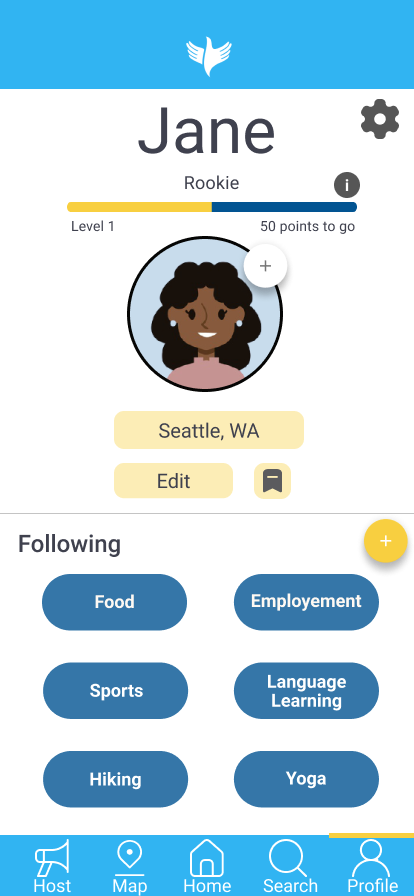 Jane
Rookie
i
Level 1
50 points to go
+
Seattle, WA
Edit
Following
+
Food
Employement
Sports
Language
Learning
Hiking
Yoga
Host
Map
Home
Search
Profile